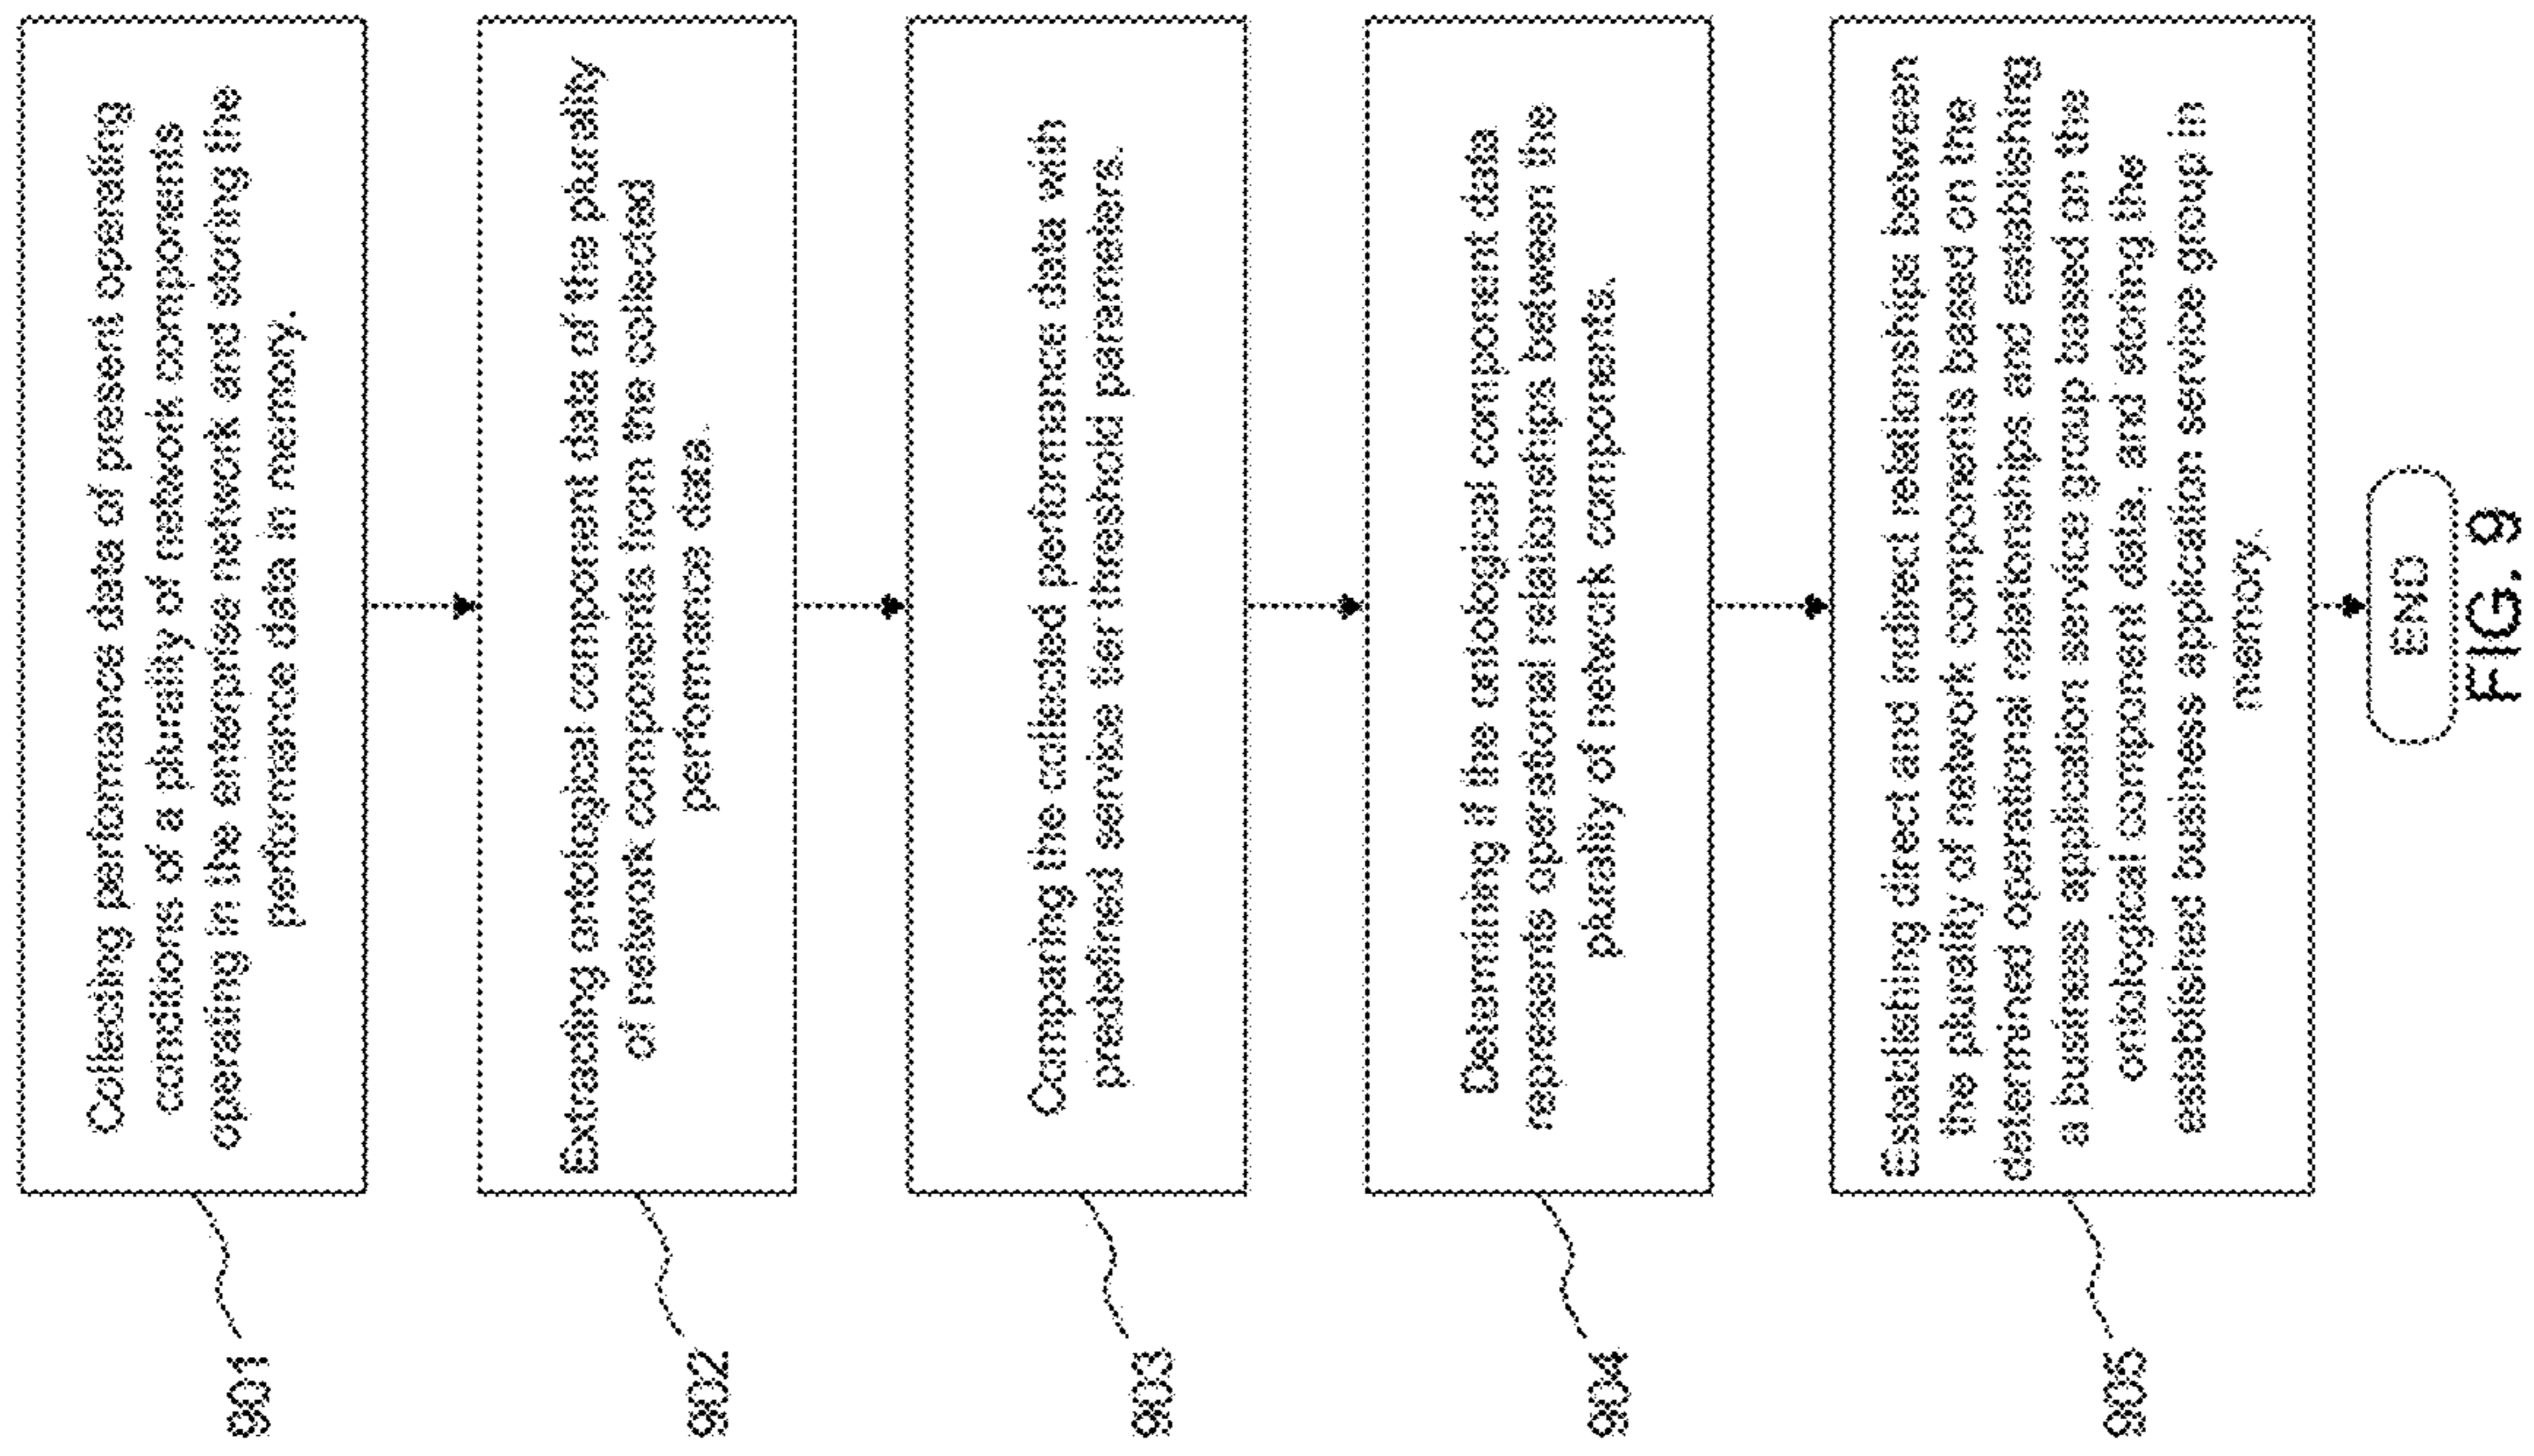 901
Collecting performance data of present operating
conditions of a plurality of network components
operating in the enterprise network and storing the
performance data in memory.
902
Extracting ontological component data of the plurality
of network components from the collected
performance data.
903
Comparing the collected performance data with
predefined service tier threshold parameters.
904
Determining if the ontological component data
represents operational relationships between the
plurality of network components.
905
Establishing direct and indirect relationships between
the plurality of network components based on the
determined operational relationships and establishing
a business application service group based on the
ontological component data, and storing the
established business application service group in
memory.
END
FIG. 9